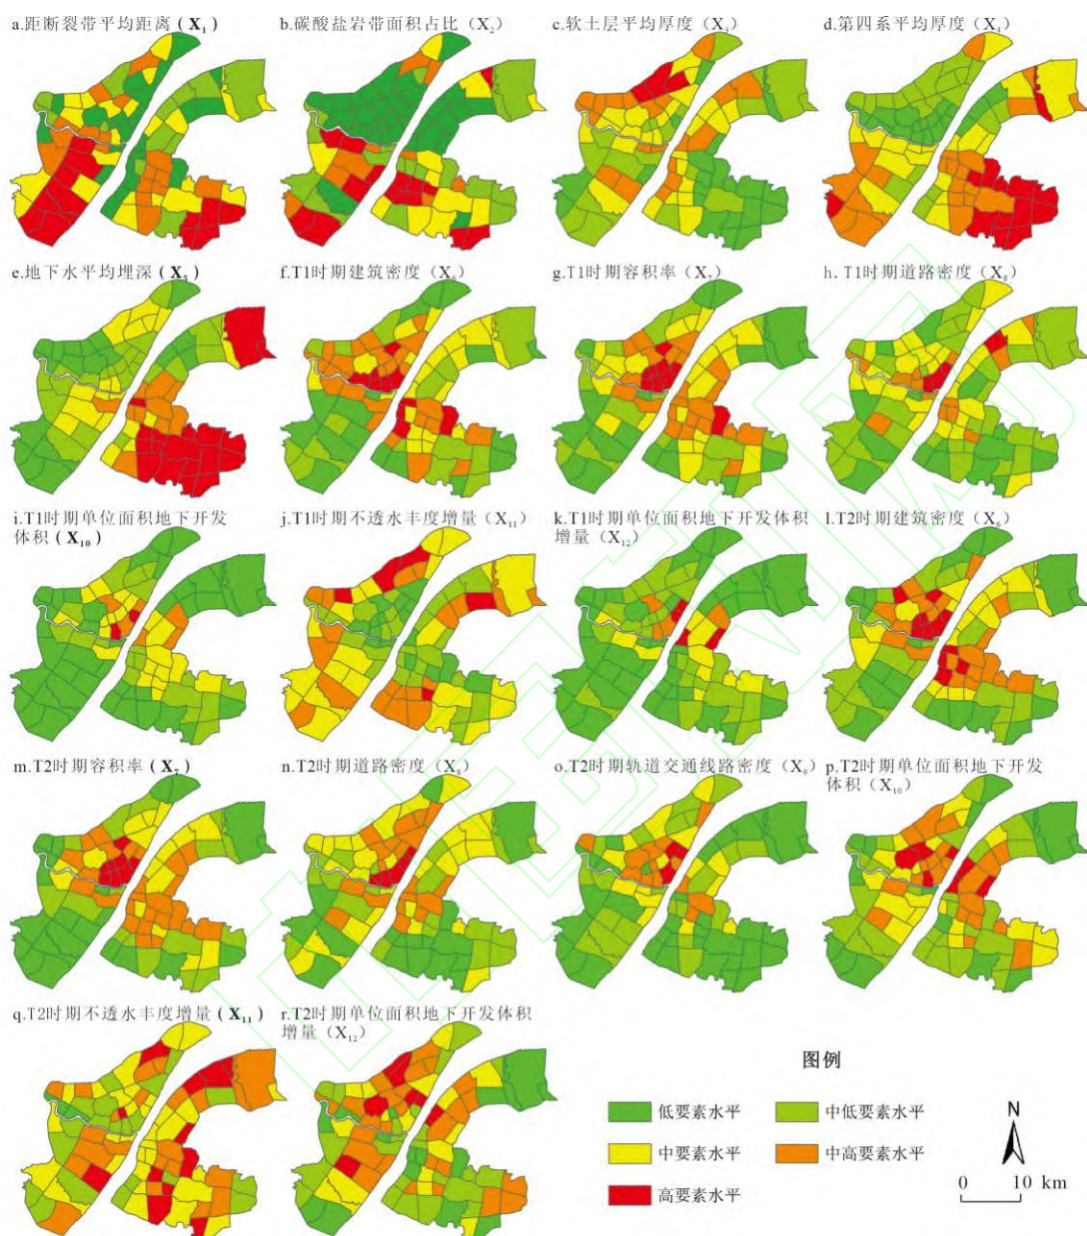 a.距断裂带平均距离(X₁) b.碳酸盐岩带面积占比(X₂) c.软土层平均厚度(X₃) d.第四系平均厚度(X₄)
e.地下水平均埋深(X₅) f.T1时期建筑密度(X₆) g.T1时期容积率(X₇) h.T1时期道路密度(X₈)
i.T1时期单位面积地下开发
体积(X₁₀)
j.T1时期不透水丰度增量(X₁₁)
k.T1时期单位面积地下开发体积
增量(X₁₂)
l.T2时期建筑密度(X₆)
m.T2时期容积率(X₇) n.T2时期道路密度(X₈) o.T2时期轨道交通线路密度(X₉)
p.T2时期单位面积地下开发
体积(X₁₀)
q.T2时期不透水丰度增量(X₁₁)
r.T2时期单位面积地下开发体积
增量(X₁₂)
图例
低要素水平 中低要素水平
中要素水平 中高要素水平
高要素水平
N
0 10 km